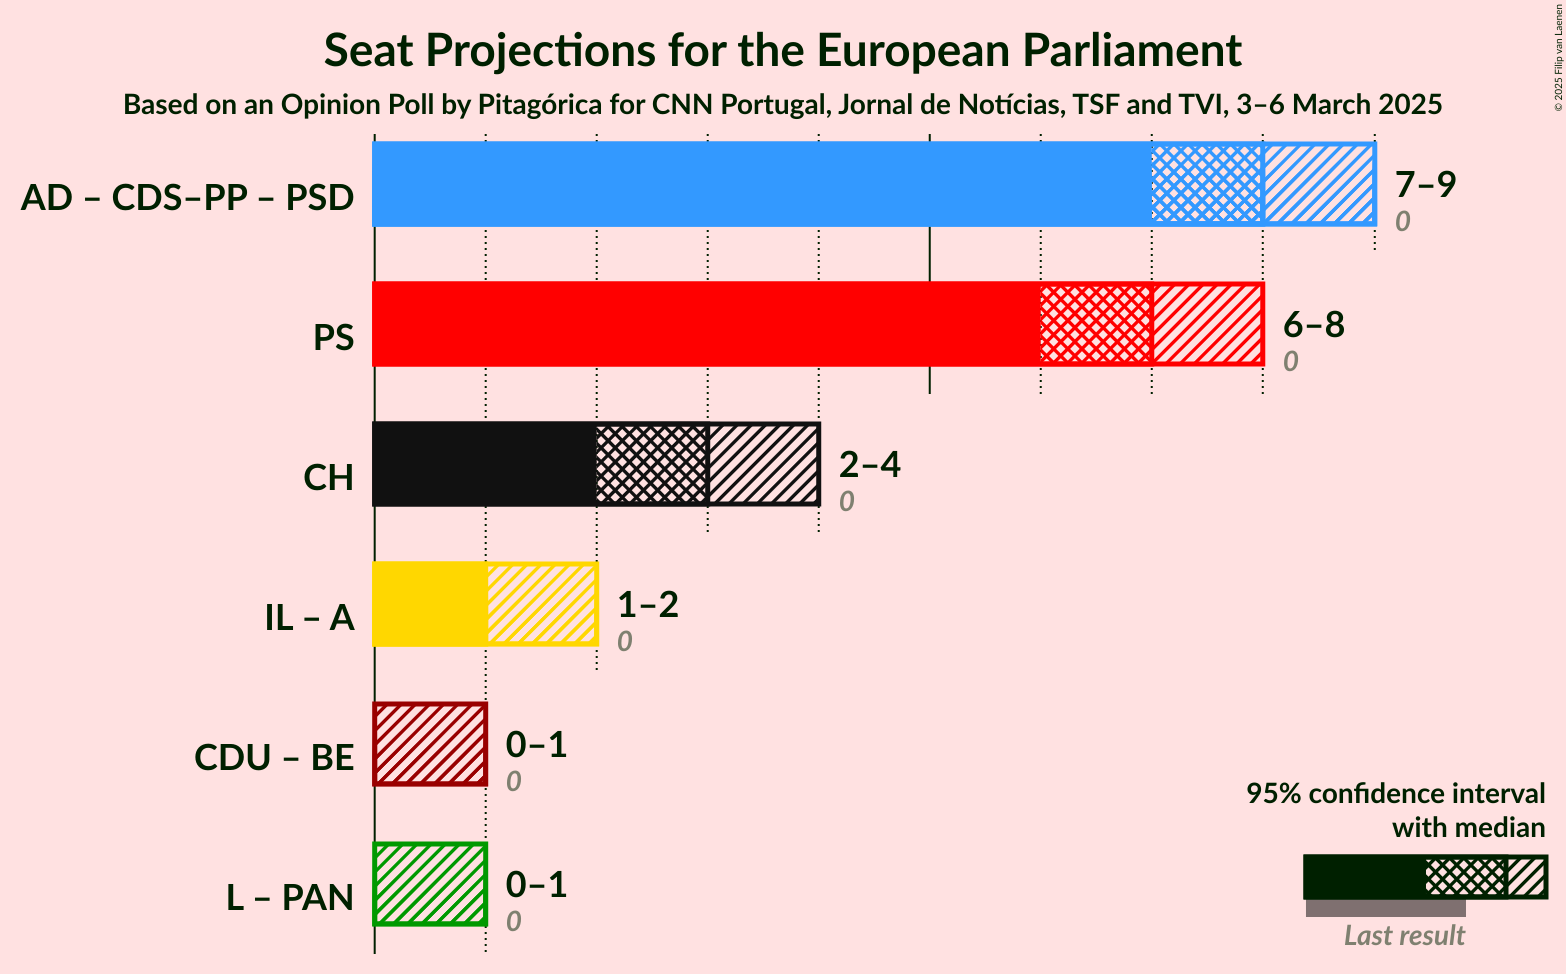 Seat Projections for the European Parliament
Based on an Opinion Poll by Pitagórica for CNN Portugal, Jornal de Notícias, TSF and TVI, 3–6 March 2025
© 2025 Filip van Laenen
AD – CDS–PP – PSD
7–9
0
PS
6–8
0
CH
2–4
0
IL – A
1–2
0
CDU – BE
0–1
0
L – PAN
0–1
0
95% confidence interval
with median
Last result